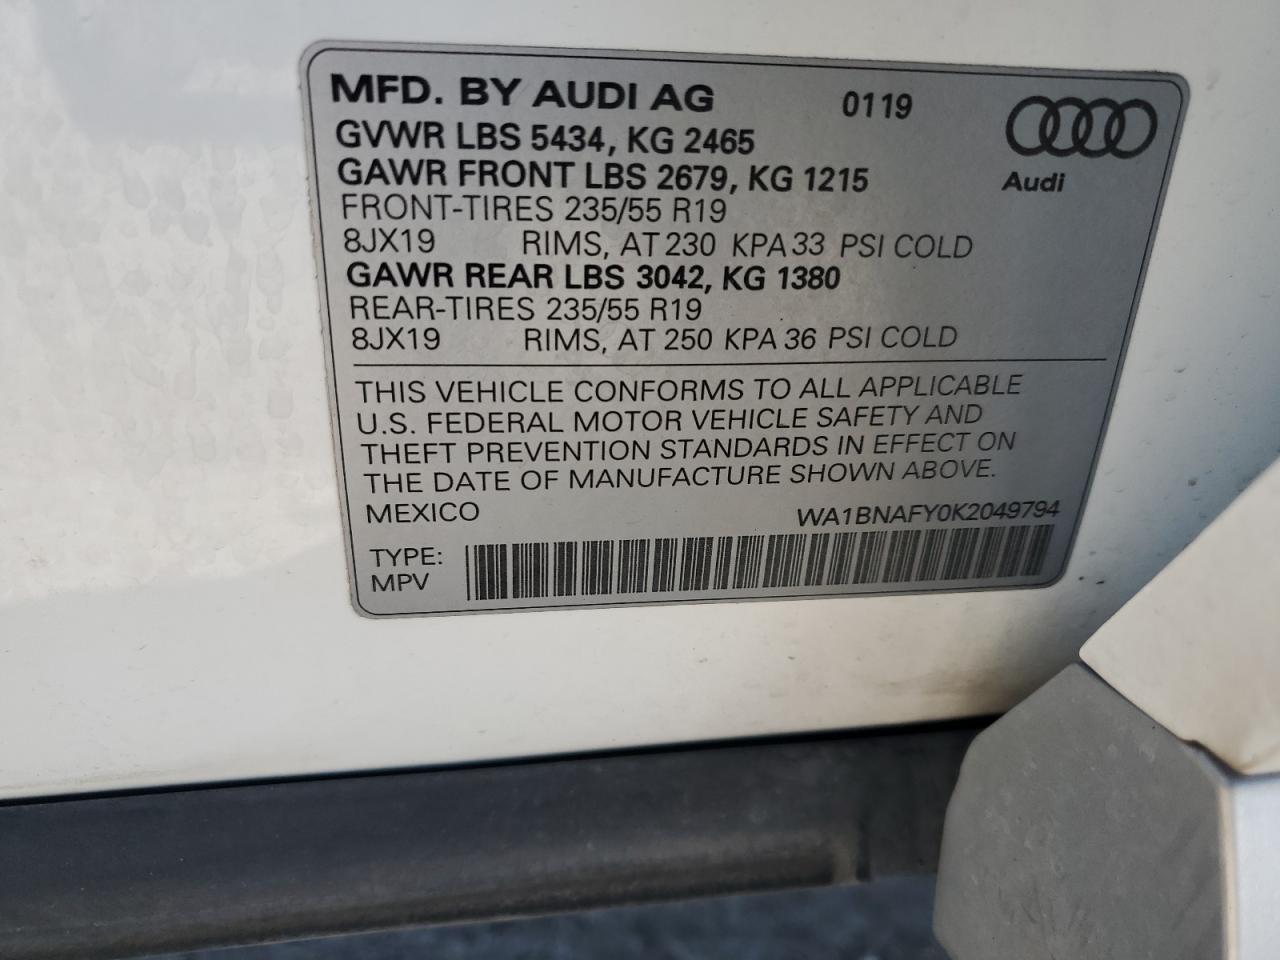 MFD. BY AUDI AG 0119
GVWR LBS 5434, KG 2465
GAWR FRONT LBS 2679, KG 1215
Audi
FRONT-TIRES 235/55 R19
8JX19 RIMS, AT 230 KPA 33 PSI COLD
GAWR REAR LBS 3042, KG 1380
REAR-TIRES 235/55 R19
8JX19 RIMS, AT 250 KPA 36 PSI COLD
THIS VEHICLE CONFORMS TO ALL APPLICABLE
U.S. FEDERAL MOTOR VEHICLE SAFETY AND
THEFT PREVENTION STANDARDS IN EFFECT ON
THE DATE OF MANUFACTURE SHOWN ABOVE.
MEXICO WA1BNAFY0K2049794
TYPE:
MPV